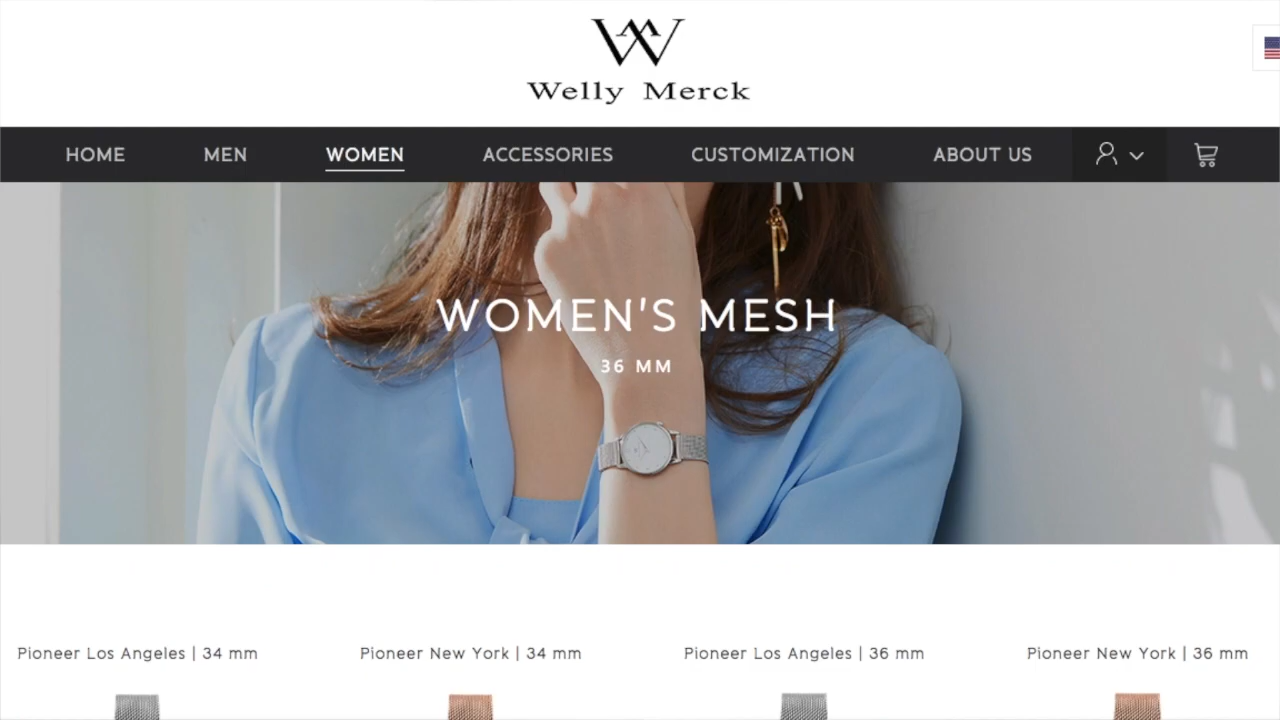 Welly Merck
HOME MEN WOMEN ACCESSORIES CUSTOMIZATION ABOUT US
WOMEN'S MESH
36 MM
Pioneer Los Angeles | 34 mm Pioneer New York | 34 mm Pioneer Los Angeles | 36 mm Pioneer New York | 36 mm